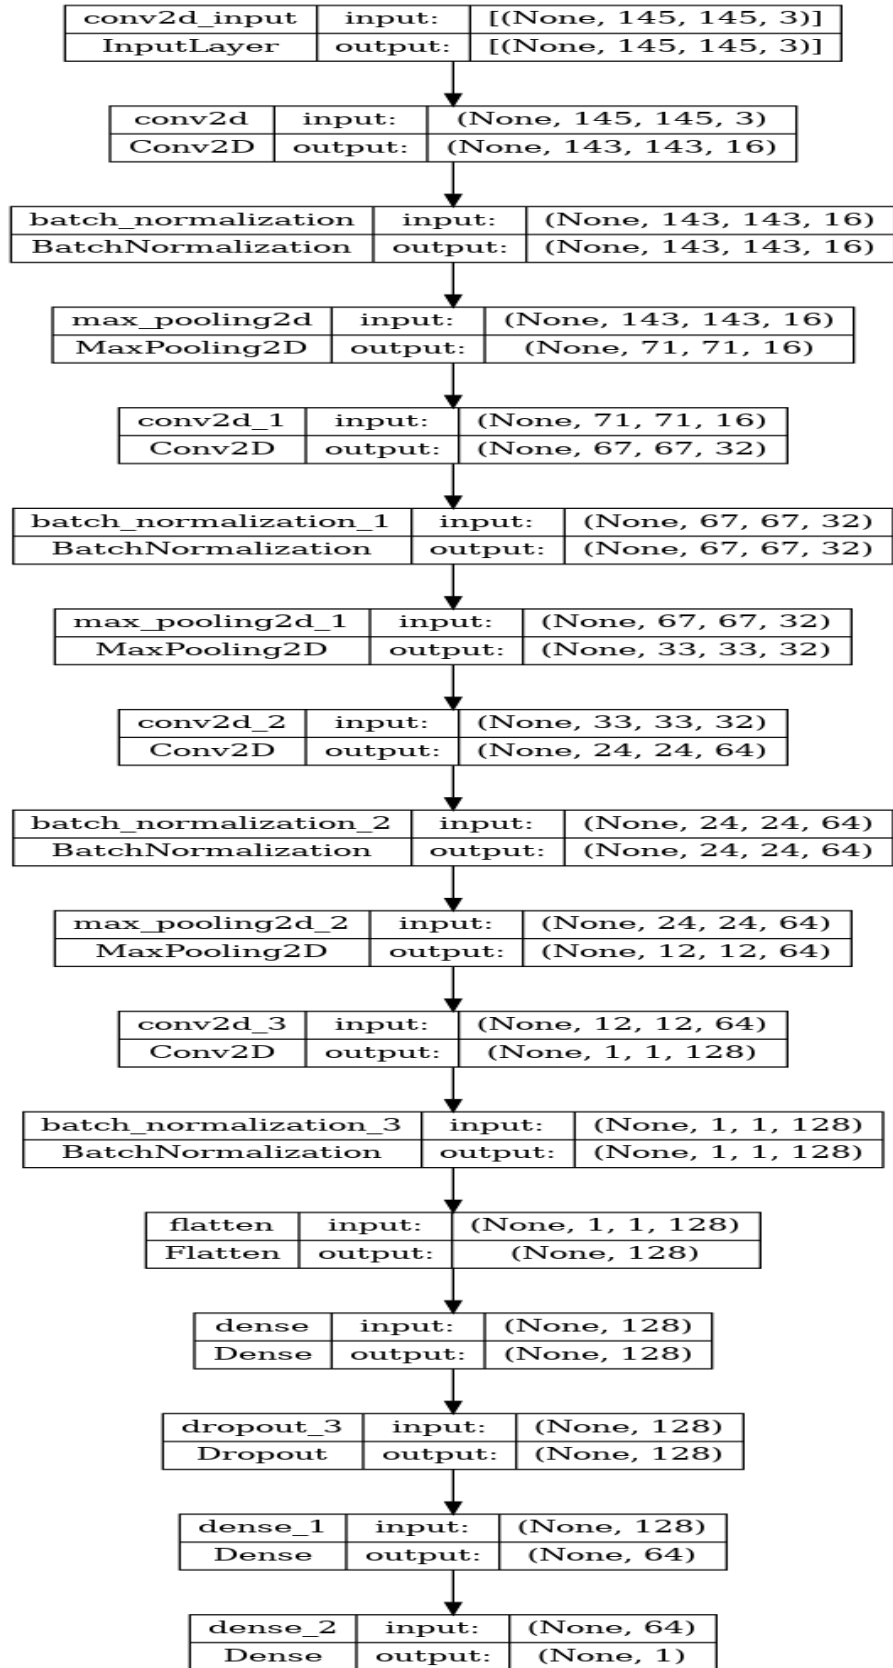 conv2d_input input: [(None, 145, 145, 3)]
InputLayer output: [(None, 145, 145, 3)]
conv2d input: (None, 145, 145, 3)
Conv2D output: (None, 143, 143, 16)
batch_normalization input: (None, 143, 143, 16)
BatchNormalization output: (None, 143, 143, 16)
max_pooling2d input: (None, 143, 143, 16)
MaxPooling2D output: (None, 71, 71, 16)
conv2d_1 input: (None, 71, 71, 16)
Conv2D output: (None, 67, 67, 32)
batch_normalization_1 input: (None, 67, 67, 32)
BatchNormalization output: (None, 67, 67, 32)
max_pooling2d_1 input: (None, 67, 67, 32)
MaxPooling2D output: (None, 33, 33, 32)
conv2d_2 input: (None, 33, 33, 32)
Conv2D output: (None, 24, 24, 64)
batch_normalization_2 input: (None, 24, 24, 64)
BatchNormalization output: (None, 24, 24, 64)
max_pooling2d_2 input: (None, 24, 24, 64)
MaxPooling2D output: (None, 12, 12, 64)
conv2d_3 input: (None, 12, 12, 64)
Conv2D output: (None, 1, 1, 128)
batch_normalization_3 input: (None, 1, 1, 128)
BatchNormalization output: (None, 1, 1, 128)
flatten input: (None, 1, 1, 128)
Flatten output: (None, 128)
dense input: (None, 128)
Dense output: (None, 128)
dropout_3 input: (None, 128)
Dropout output: (None, 128)
dense_1 input: (None, 128)
Dense output: (None, 64)
dense_2 input: (None, 64)
Dense output: (None, 1)